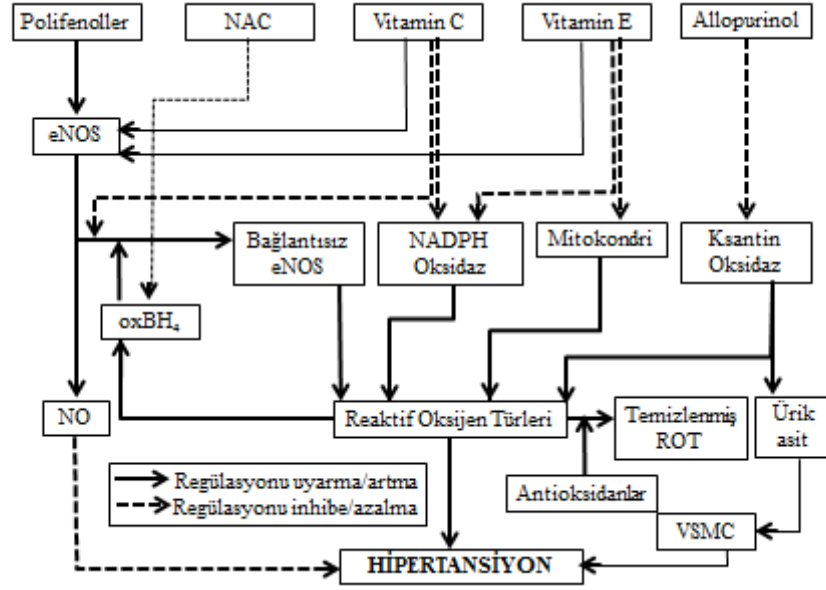 Polifenoller
NAC
Vitamin C
Vitamin E
Allopurinol
eNOS
Bağlantısız
eNOS
NADPH
Oksidaz
Mitokondri
Ksantin
Oksidaz
oxBH₄
NO
Reaktif Oksijen Türleri
Temizlenmiş
ROT
Ürik
asit
Regülasyonu uyarma/artma
Regülasyonu inhibe/azalma
Antioksidanlar
VSMC
HİPERTANSİYON